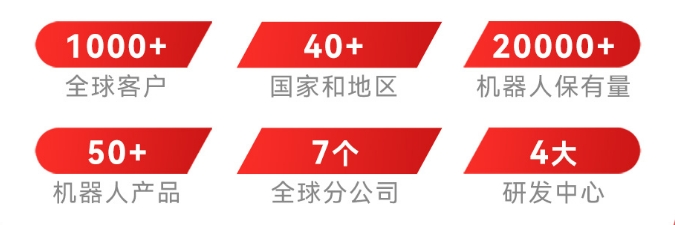 1000+ 40+ 20000+
全球客户 国家和地区 机器人保有量
50+ 7个 4大
机器人产品 全球分公司 研发中心